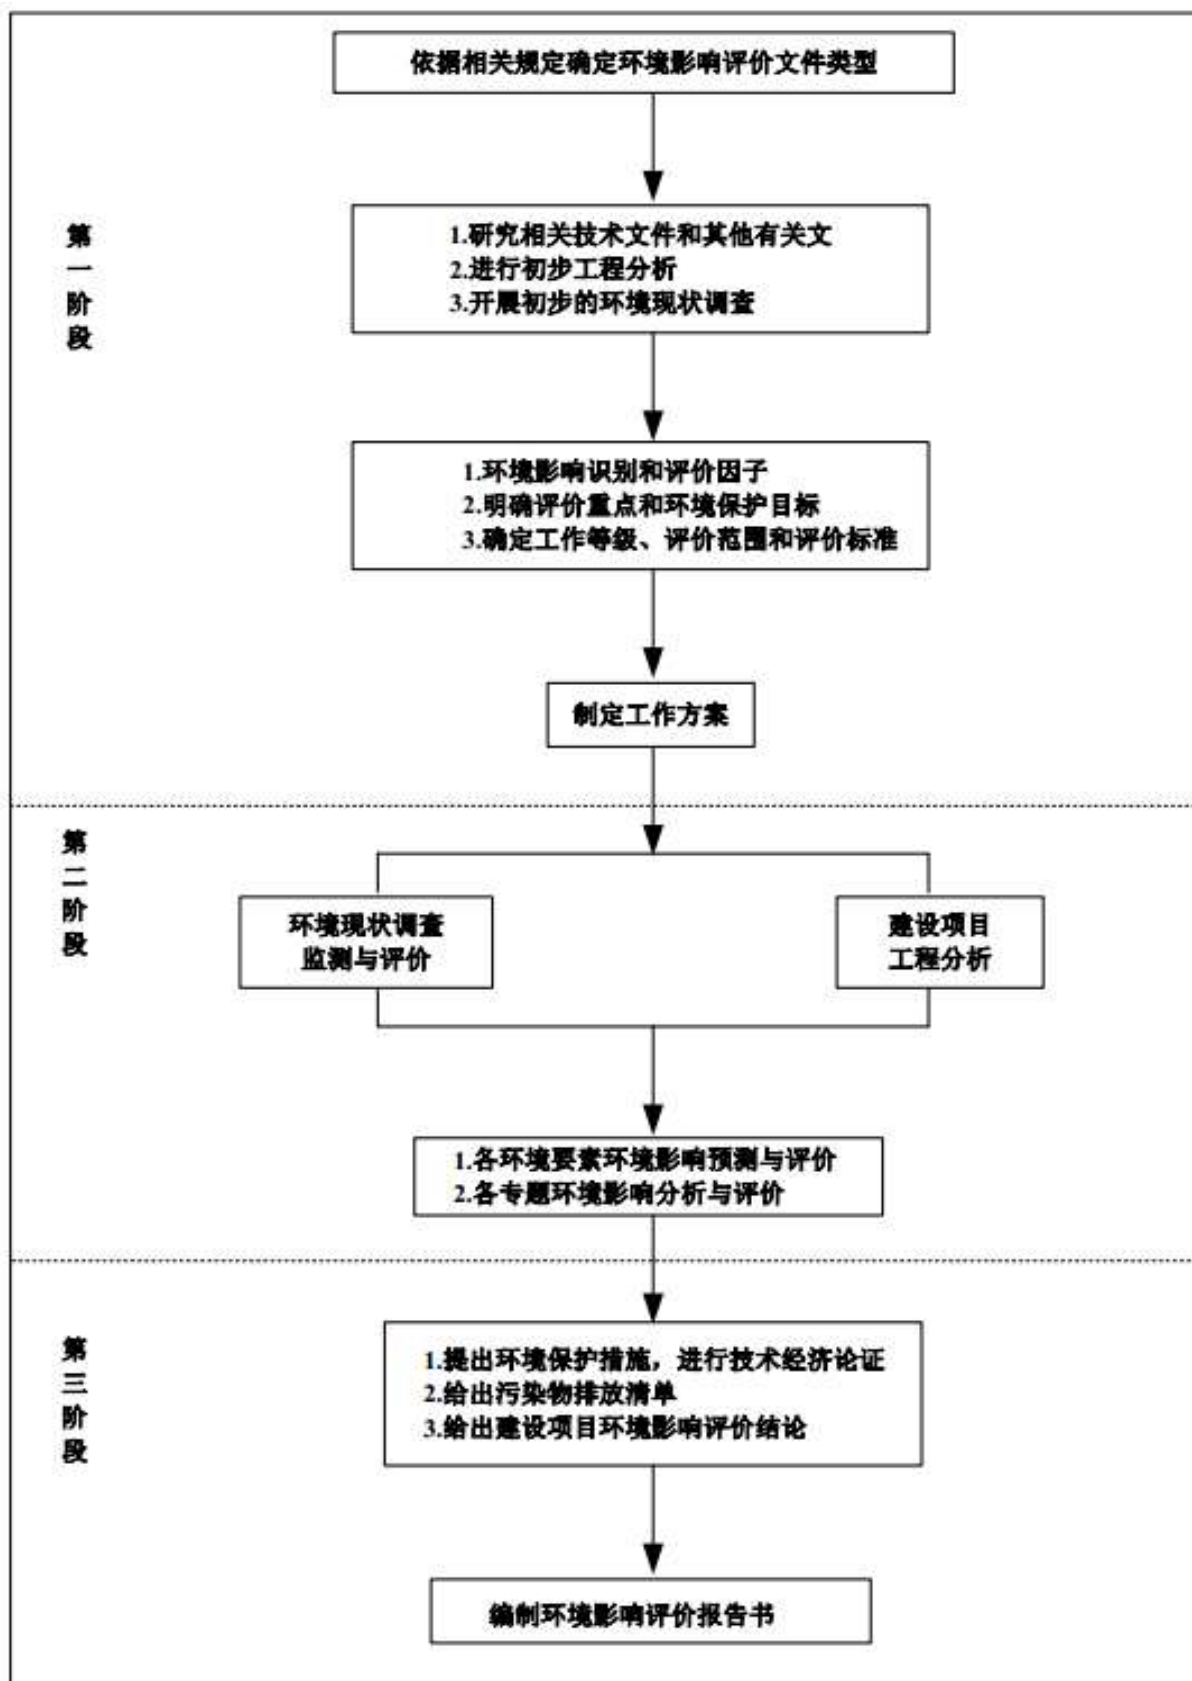 依据相关规定确定环境影响评价文件类型
第一阶段
1.研究相关技术文件和其他有关文
2.进行初步工程分析
3.开展初步的环境现状调查
1.环境影响识别和评价因子
2.明确评价重点和环境保护目标
3.确定工作等级、评价范围和评价标准
制定工作方案
第二阶段
环境现状调查
监测与评价
建设项目
工程分析
1.各环境要素环境影响预测与评价
2.各专题环境影响分析与评价
第三阶段
1.提出环境保护措施，进行技术经济论证
2.给出污染物排放清单
3.给出建设项目环境影响评价结论
编制环境影响评价报告书